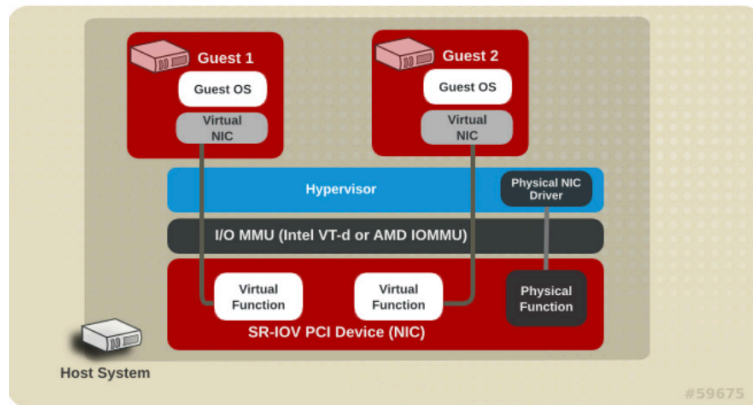 Guest 1
Guest OS
Virtual
NIC
Guest 2
Guest OS
Virtual
NIC
Hypervisor
Physical NIC
Driver
I/O MMU (Intel VT-d or AMD IOMMU)
Virtual
Function
Virtual
Function
Physical
Function
SR-IOV PCI Device (NIC)
Host System
#59675